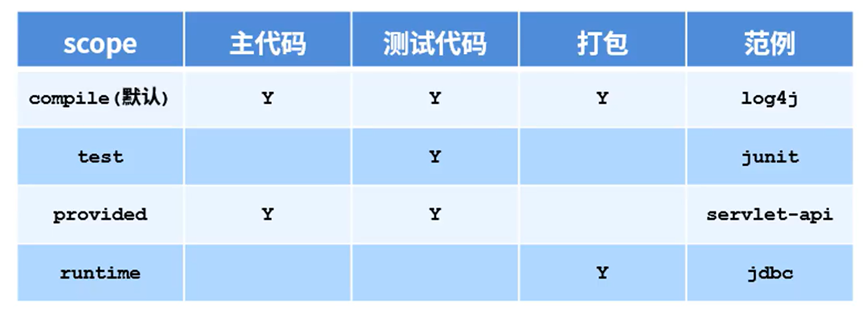 scope 主代码 测试代码 打包 范例
compile(默认) Y Y Y log4j
test Y junit
provided Y Y servlet-api
runtime Y jdbc